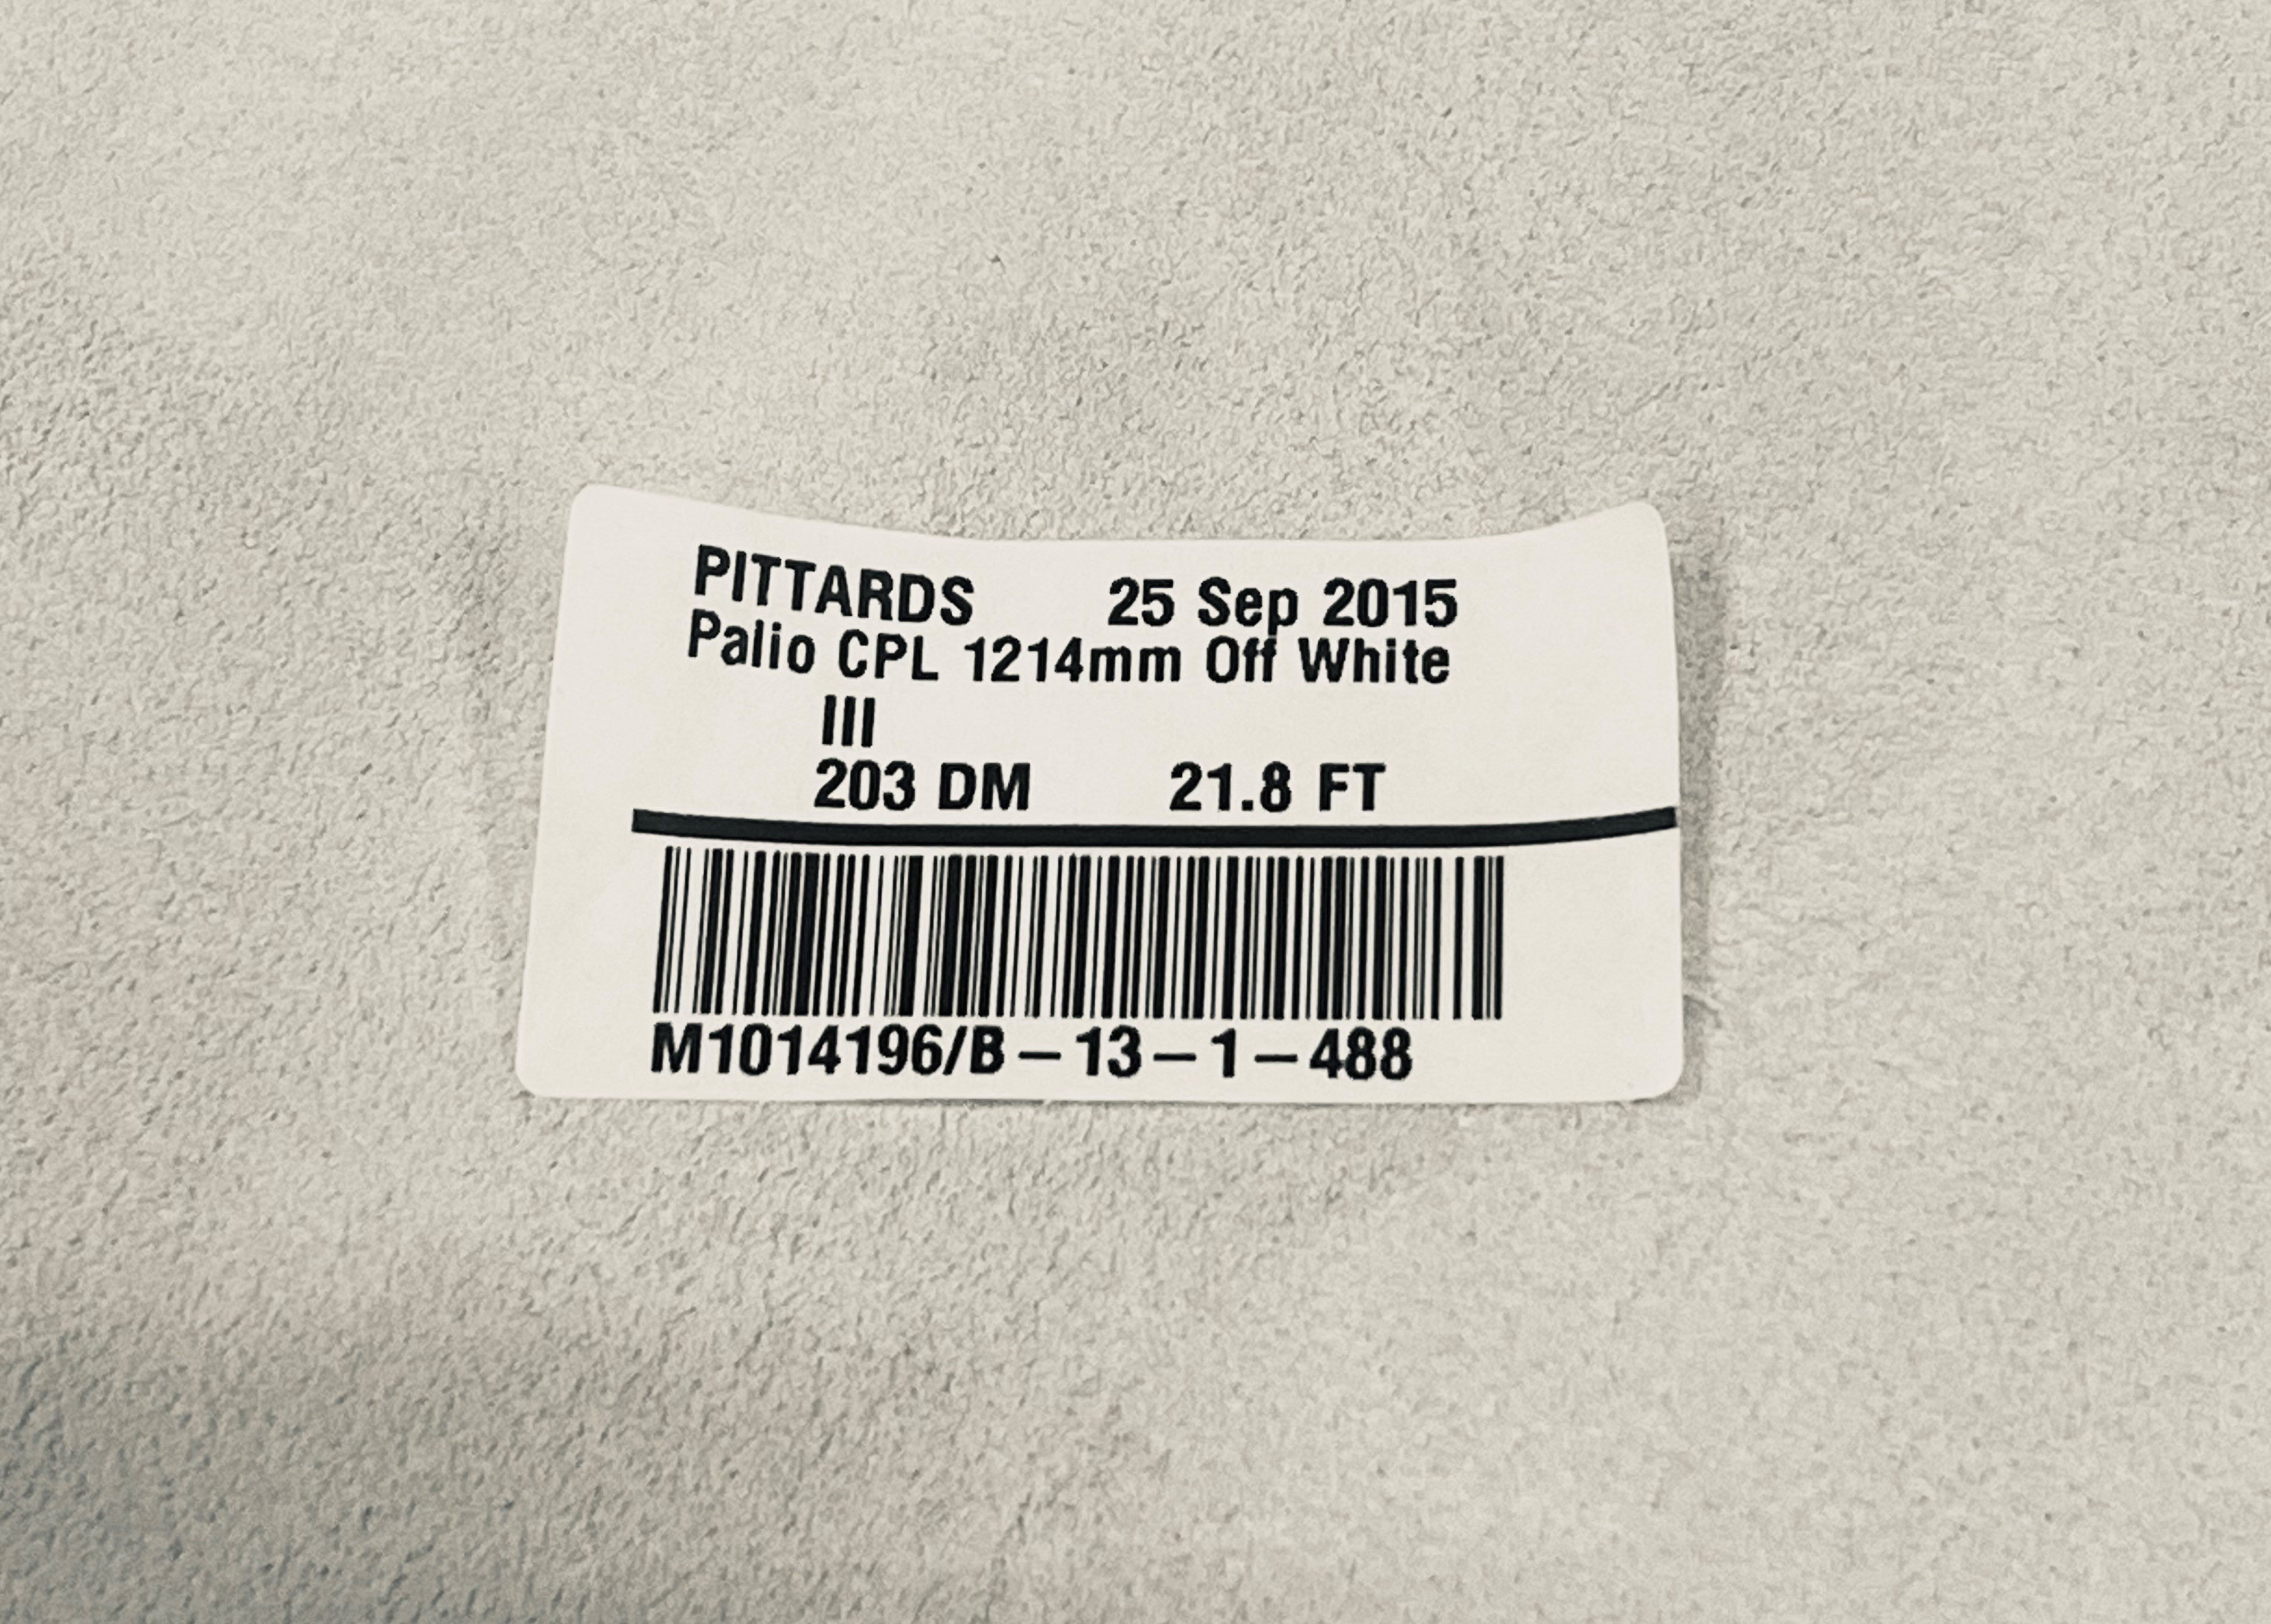 PITTARDS 25 Sep 2015
Palio CPL 1214mm Off White
III
203 DM 21.8 FT
M1014196/B-13-1-488